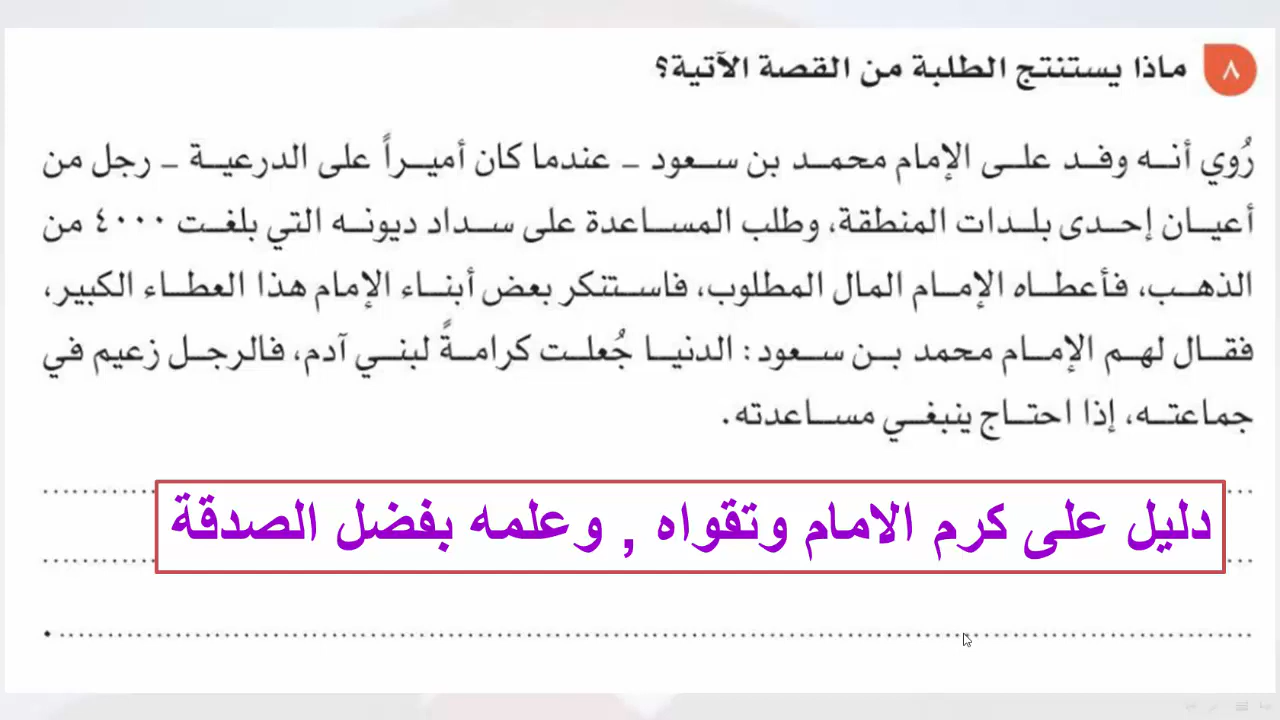 ٨ ماذا يستنتج الطلبة من القصة الآتية؟
رُوي أنه وفد على الإمام محمد بن سعود - عندما كان أميراً على الدرعية - رجل من
أعيان إحدى بلدات المنطقة، وطلب المساعدة على سداد ديونه التي بلغت ٤٠٠٠ من
الذهب، فأعطاه الإمام المال المطلوب، فاستنكر بعض أبناء الإمام هذا العطاء الكبير،
فقال لهم الإمام محمد بن سعود: الدنيا جُعلت كرامةً لبني آدم، فالرجل زعيم في
جماعته، إذا احتاج ينبغي مساعدته.
دليل على كرم الامام وتقواه , وعلمه بفضل الصدقة